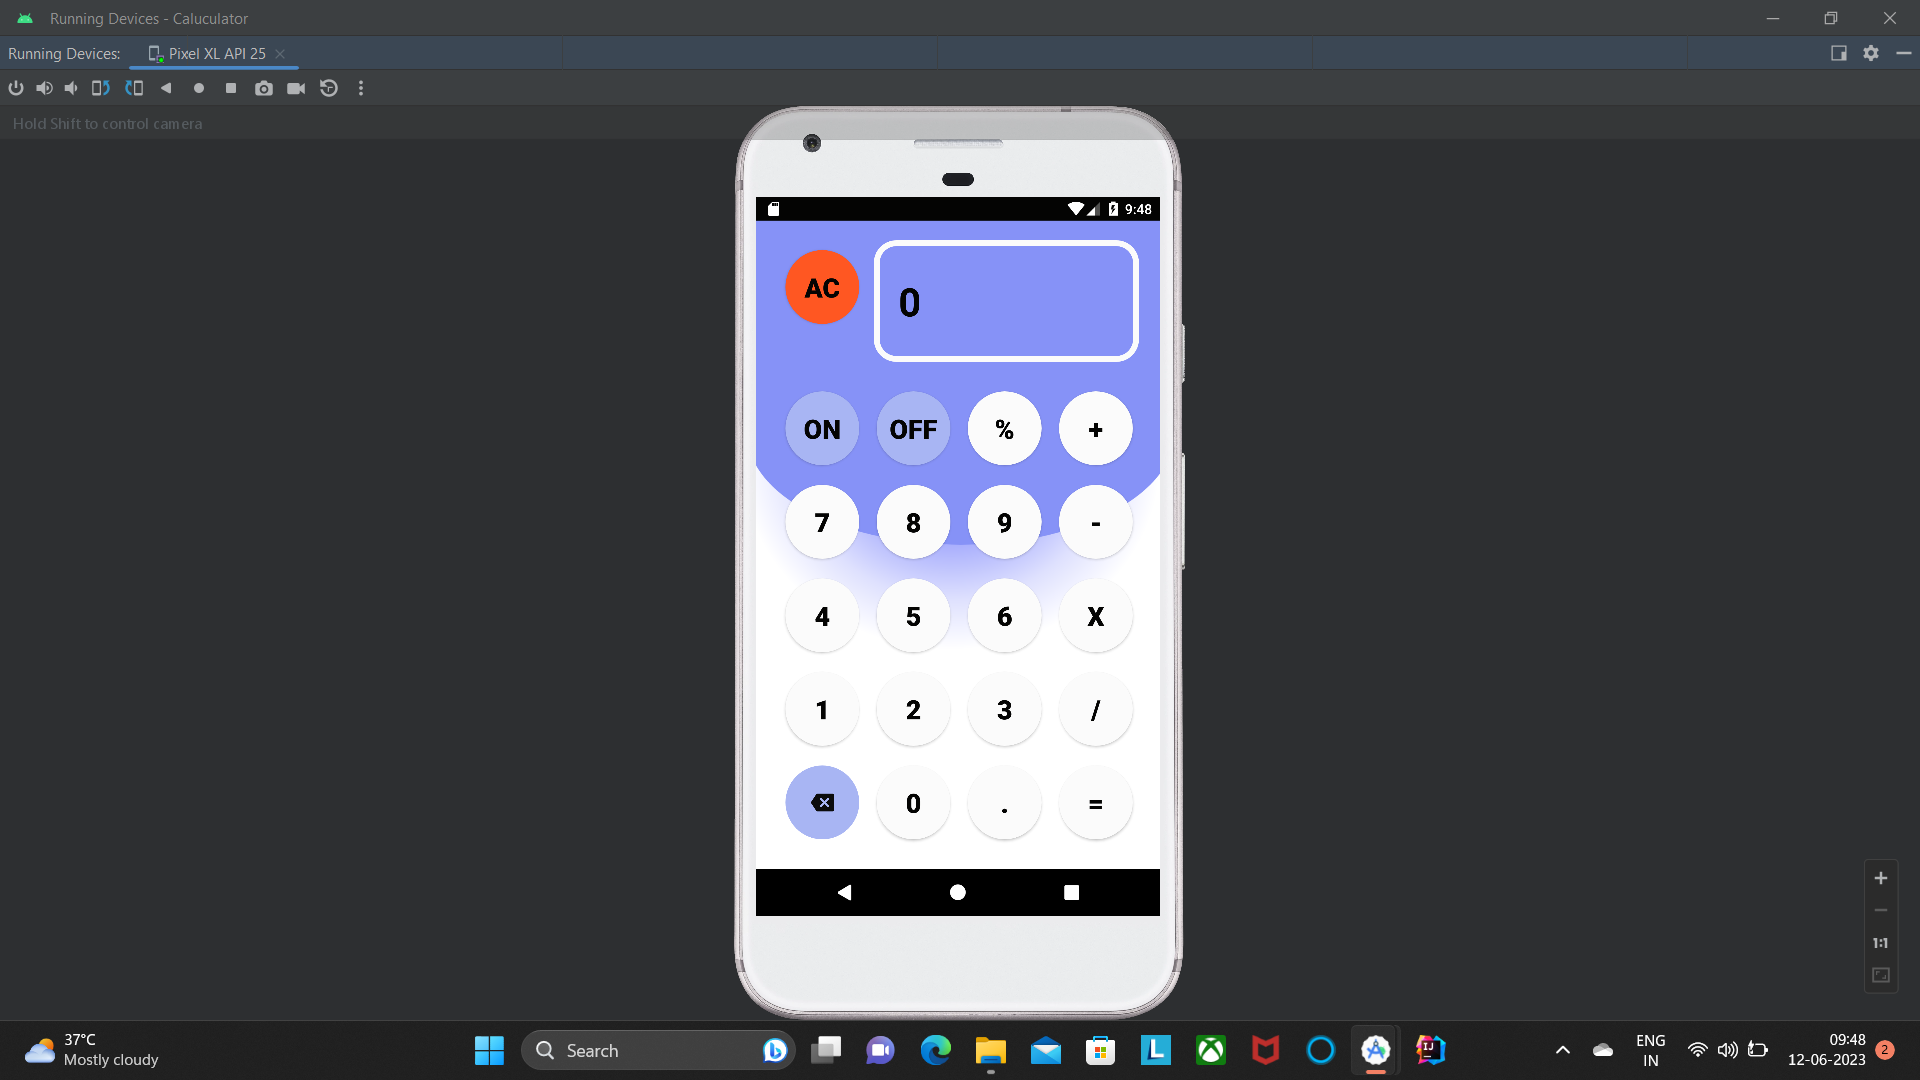 Running Devices - Caluculator
Running Devices: Pixel XL API 25
Hold Shift to control camera
9:48
AC 0
ON OFF % +
7 8 9 -
4 5 6 X
1 2 3 /
0 . =
1:1
37°C
Mostly cloudy
Search
L
IJ
ENG
IN
09:48
12-06-2023
2